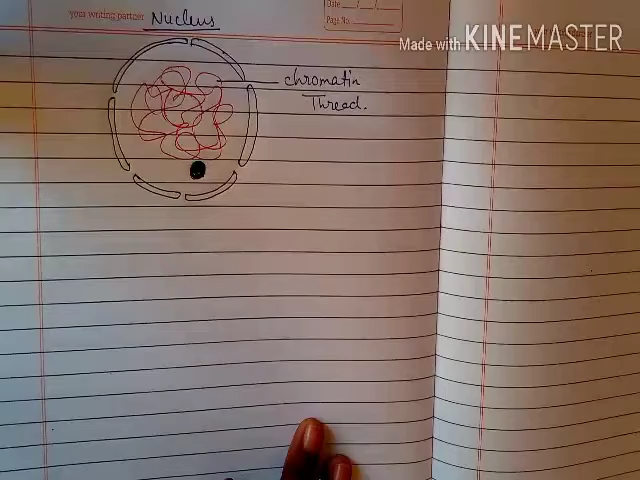 your writing partner Nucleus
Date
Page No
Made with KINEMASTER
chromatin
Thread.